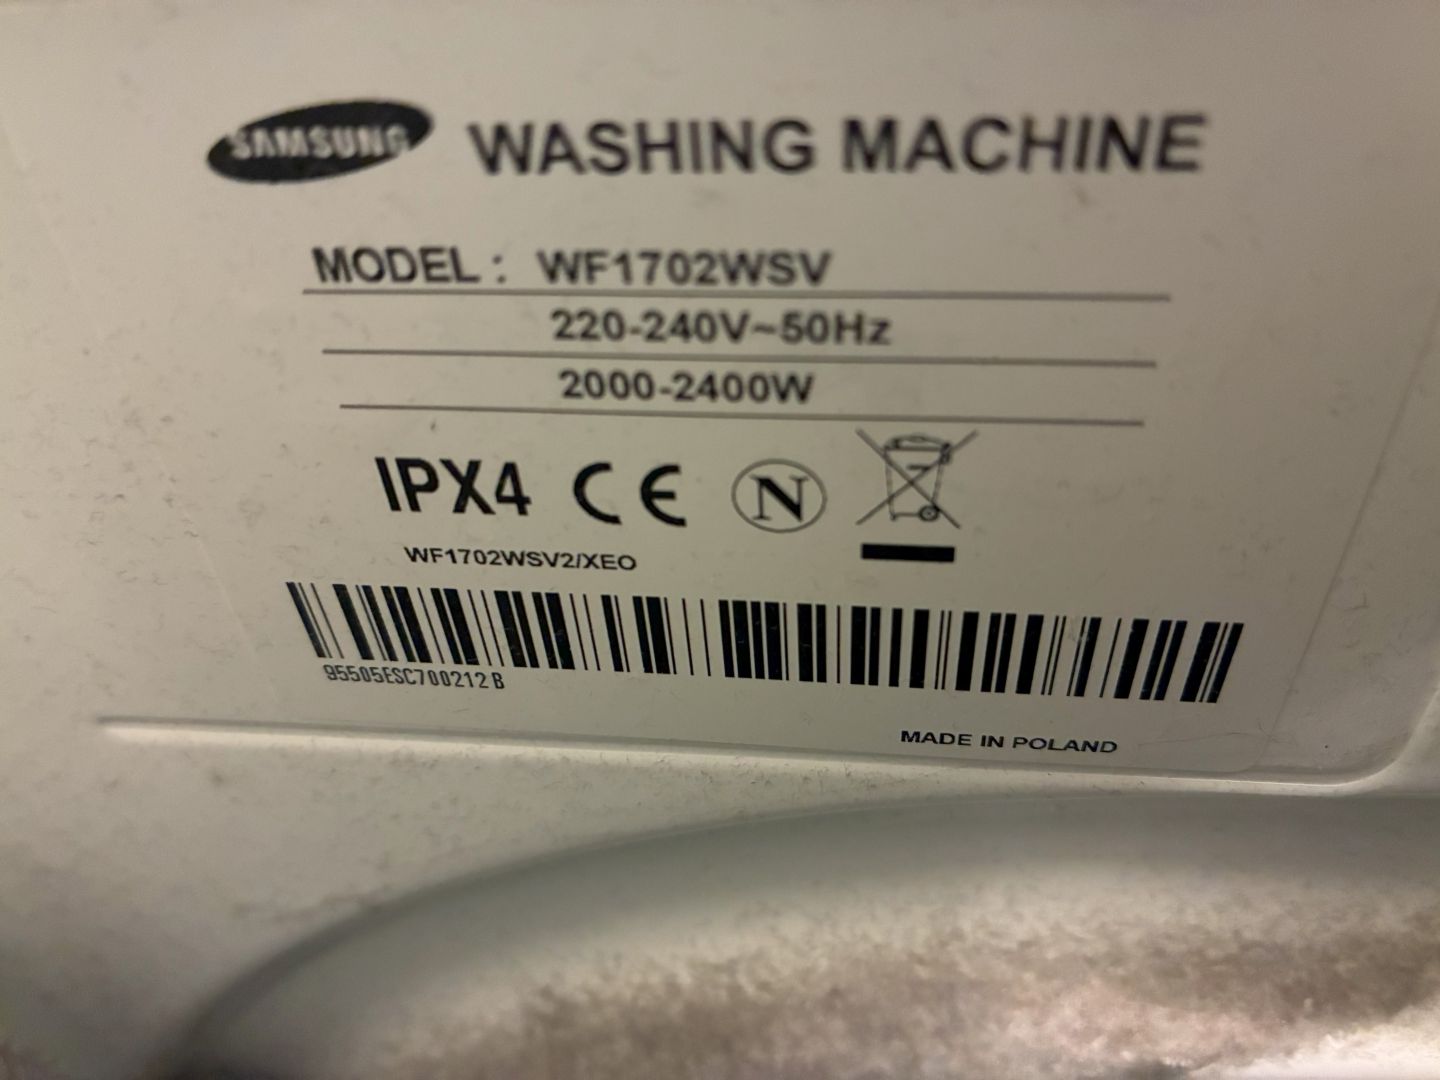 SAMSUNG WASHING MACHINE
MODEL : WF1702WSV
220-240V~50Hz
2000-2400W
IPX4 CE N
WF1702WSV2/XEO
95505ESC700212B
MADE IN POLAND